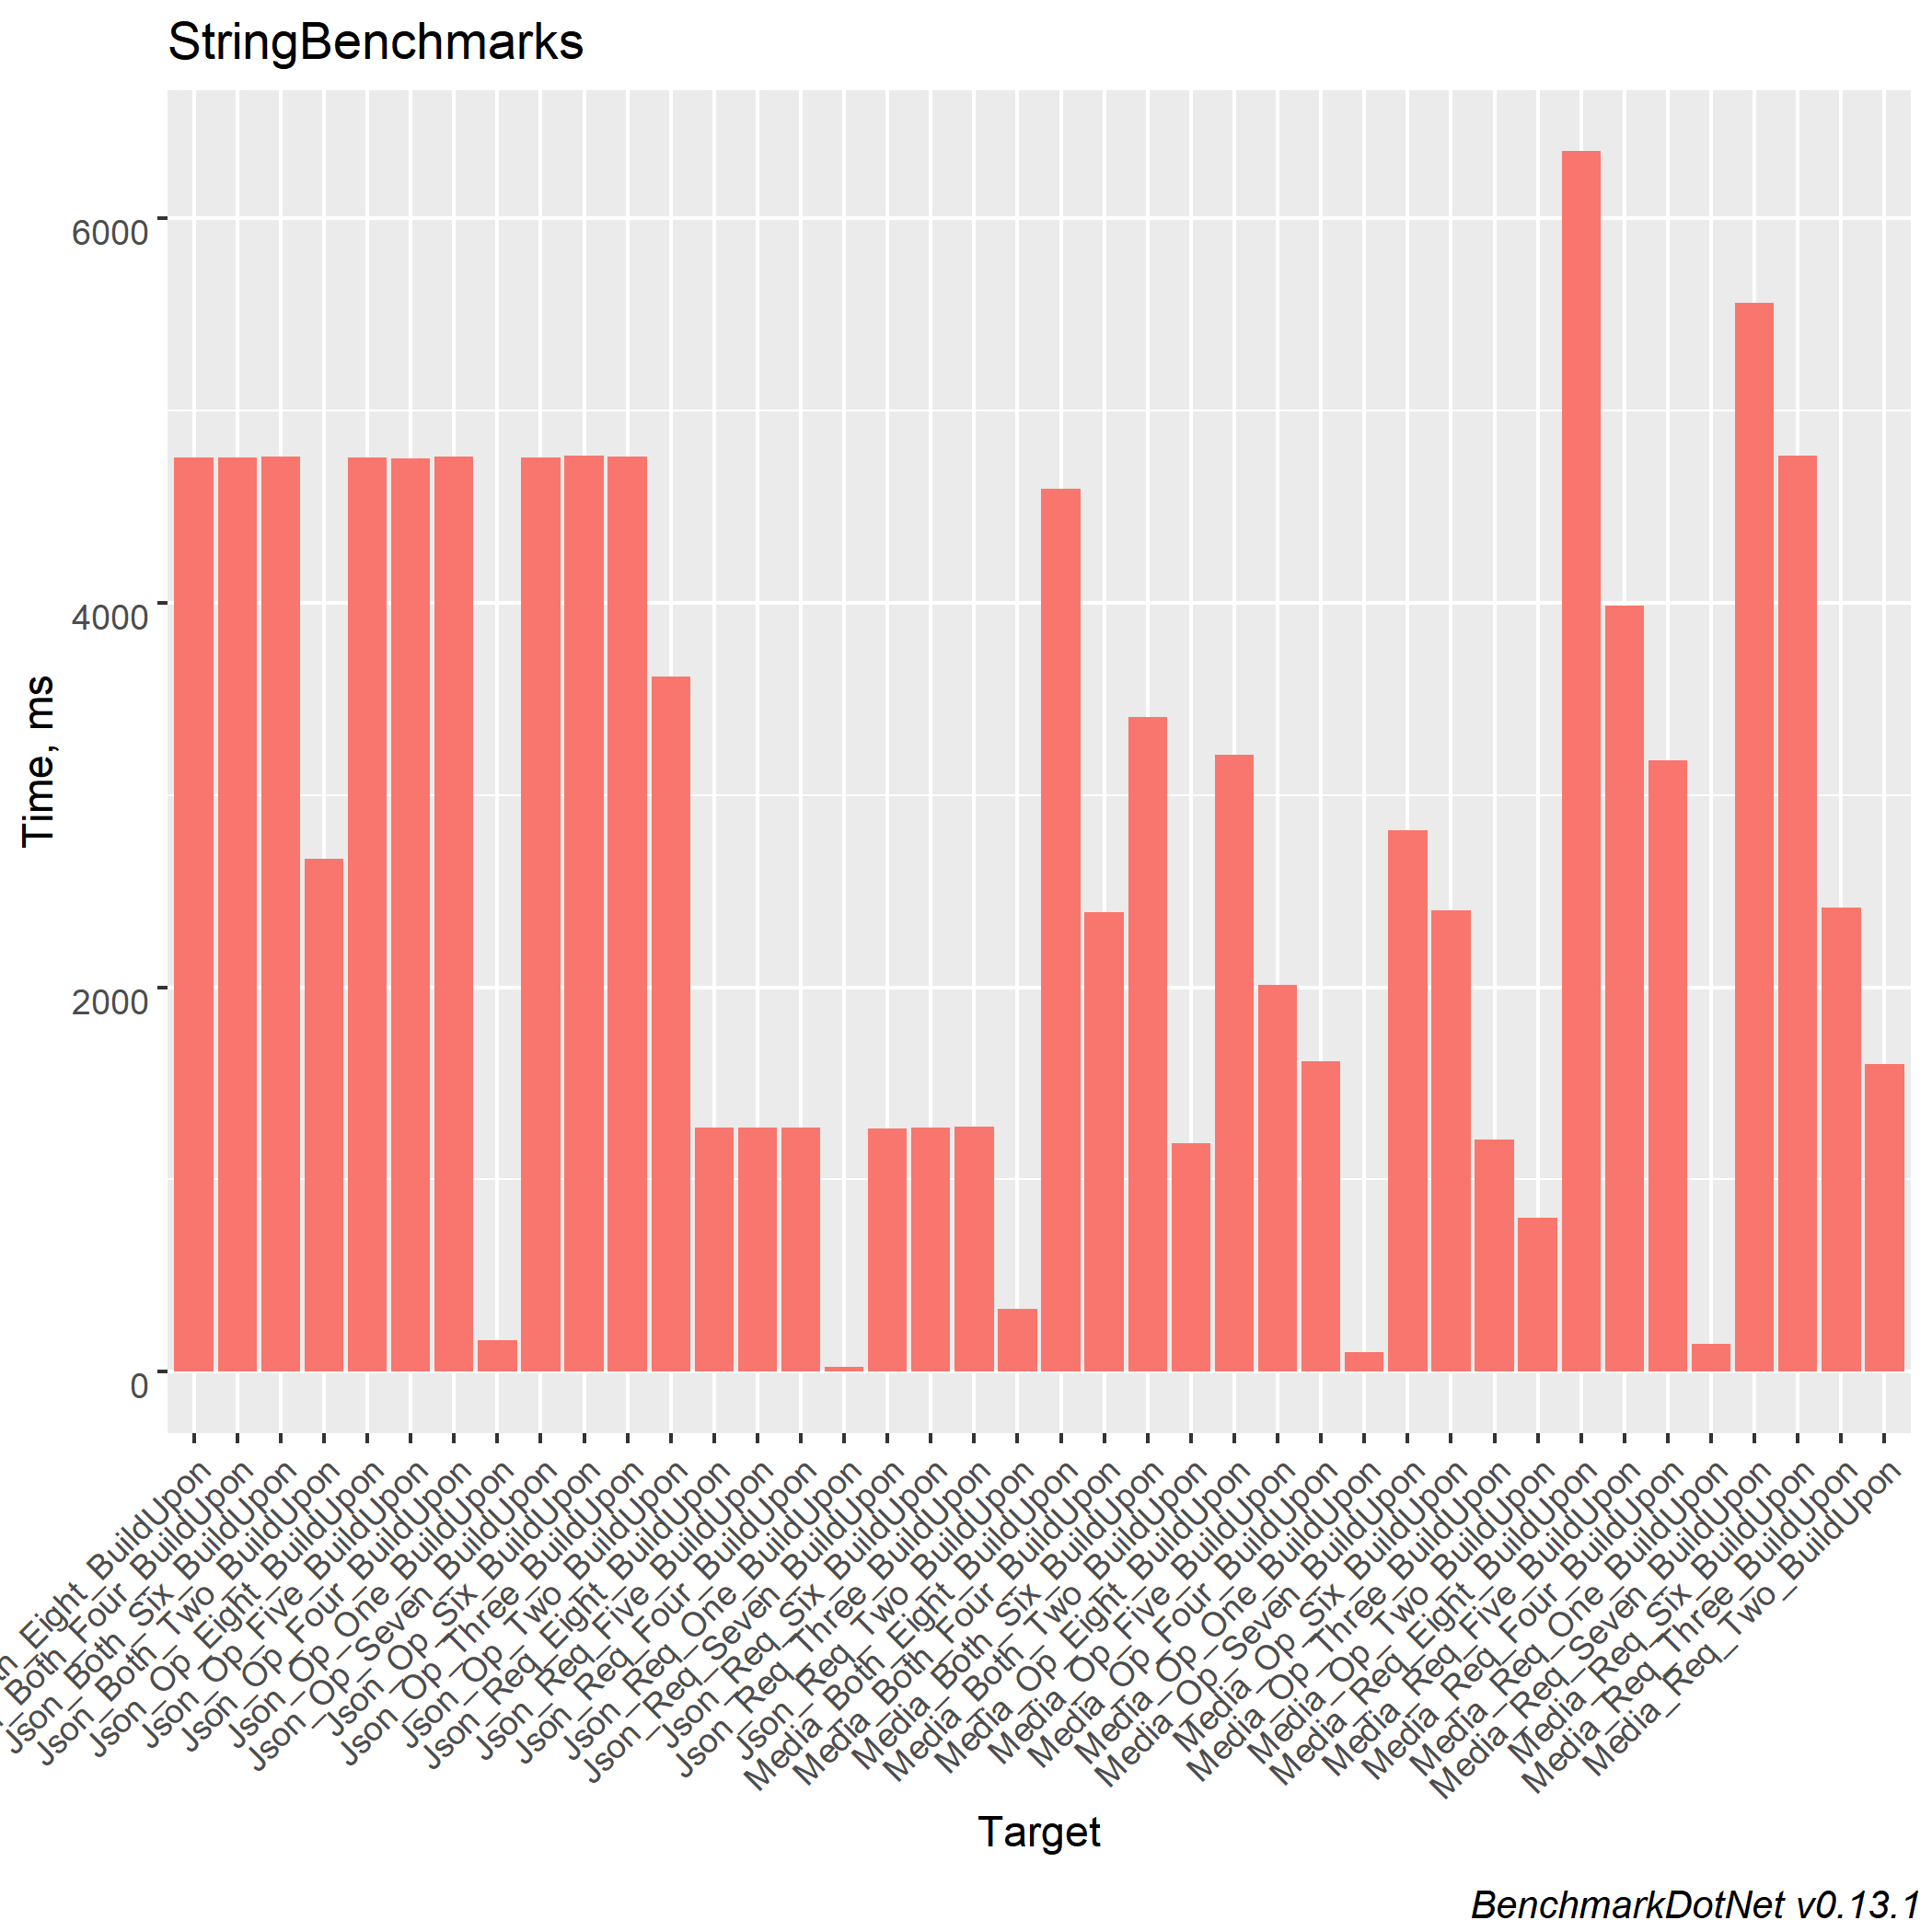 StringBenchmarks
6000
4000
2000
0
Time, ms
Eight_BuildUpon
Both_Four_BuildUpon
Json_Both_Six_BuildUpon
Json_Both_Two_BuildUpon
Json_Op_Eight_BuildUpon
Json_Op_Five_BuildUpon
Json_Op_Four_BuildUpon
Json_Op_One_BuildUpon
Json_Op_Seven_BuildUpon
Json_Op_Six_BuildUpon
Json_Op_Three_BuildUpon
Json_Op_Two_BuildUpon
Json_Req_Eight_BuildUpon
Json_Req_Five_BuildUpon
Json_Req_Four_BuildUpon
Json_Req_One_BuildUpon
Json_Req_Seven_BuildUpon
Json_Req_Six_BuildUpon
Json_Req_Three_BuildUpon
Json_Req_Two_BuildUpon
Media_Both_Eight_BuildUpon
Media_Both_Four_BuildUpon
Media_Both_Six_BuildUpon
Media_Both_Two_BuildUpon
Media_Op_Eight_BuildUpon
Media_Op_Five_BuildUpon
Media_Op_Four_BuildUpon
Media_Op_One_BuildUpon
Media_Op_Seven_BuildUpon
Media_Op_Six_BuildUpon
Media_Op_Three_BuildUpon
Media_Op_Two_BuildUpon
Media_Req_Eight_BuildUpon
Media_Req_Five_BuildUpon
Media_Req_Four_BuildUpon
Media_Req_One_BuildUpon
Media_Req_Seven_BuildUpon
Media_Req_Six_BuildUpon
Media_Req_Three_BuildUpon
Media_Req_Two_BuildUpon
Target
BenchmarkDotNet v0.13.1